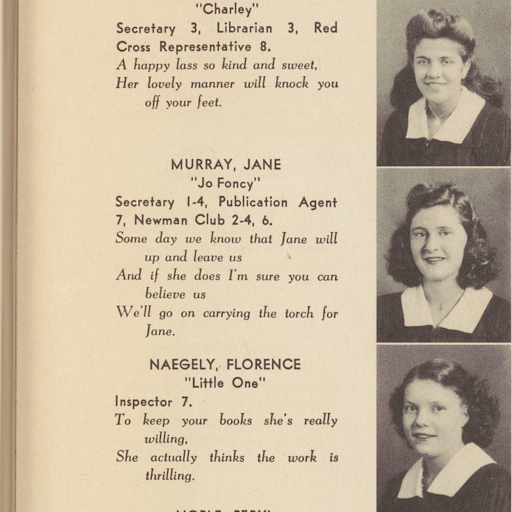 "Charley"
Secretary 3, Librarian 3, Red
Cross Representative 8.
A happy lass so kind and sweet,
Her lovely manner will knock you
off your feet.
MURRAY, JANE
"Jo Foncy"
Secretary 1-4, Publication Agent
7, Newman Club 2-4, 6.
Some day we know that Jane will
up and leave us
And if she does I'm sure you can
believe us
We'll go on carrying the torch for
Jane.
NAEGELY, FLORENCE
"Little One"
Inspector 7.
To keep your books she's really
willing,
She actually thinks the work is
thrilling.